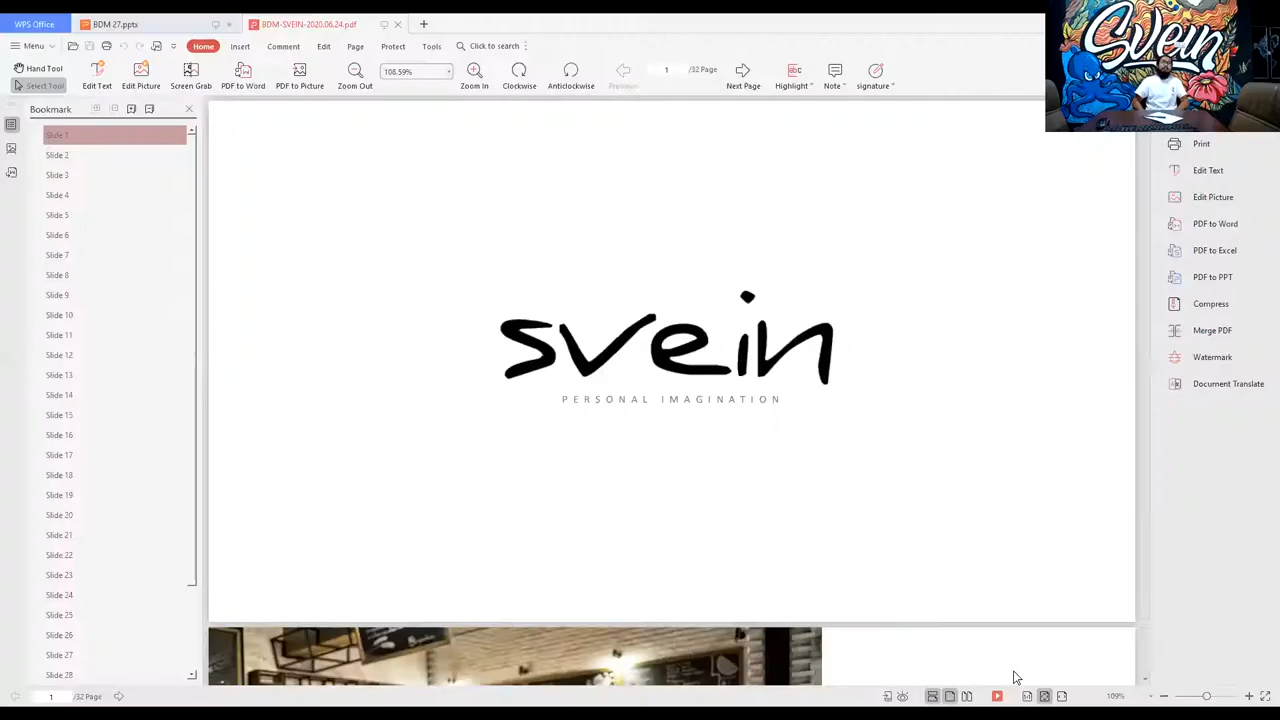 WPS Office
BDM 27.pptx
BDM-SVEIN-2020.06.24.pdf
Menu
Home
Insert
Comment
Edit
Page
Protect
Tools
Click to search
Hand Tool
Select Tool
Edit Text
Edit Picture
Screen Grab
PDF to Word
PDF to Picture
Zoom Out
108.59%
Zoom In
Clockwise
Anticlockwise
Previous
1
/32 Page
Next Page
Highlight
Note
signature
Svein
Bookmark
Slide 1
Slide 2
Slide 3
Slide 4
Slide 5
Slide 6
Slide 7
Slide 8
Slide 9
Slide 10
Slide 11
Slide 12
Slide 13
Slide 14
Slide 15
Slide 16
Slide 17
Slide 18
Slide 19
Slide 20
Slide 21
Slide 22
Slide 23
Slide 24
Slide 25
Slide 26
Slide 27
Slide 28
svein
PERSONAL IMAGINATION
Print
Edit Text
Edit Picture
PDF to Word
PDF to Excel
PDF to PPT
Compress
Merge PDF
Watermark
Document Translate
1
/32 Page
109%